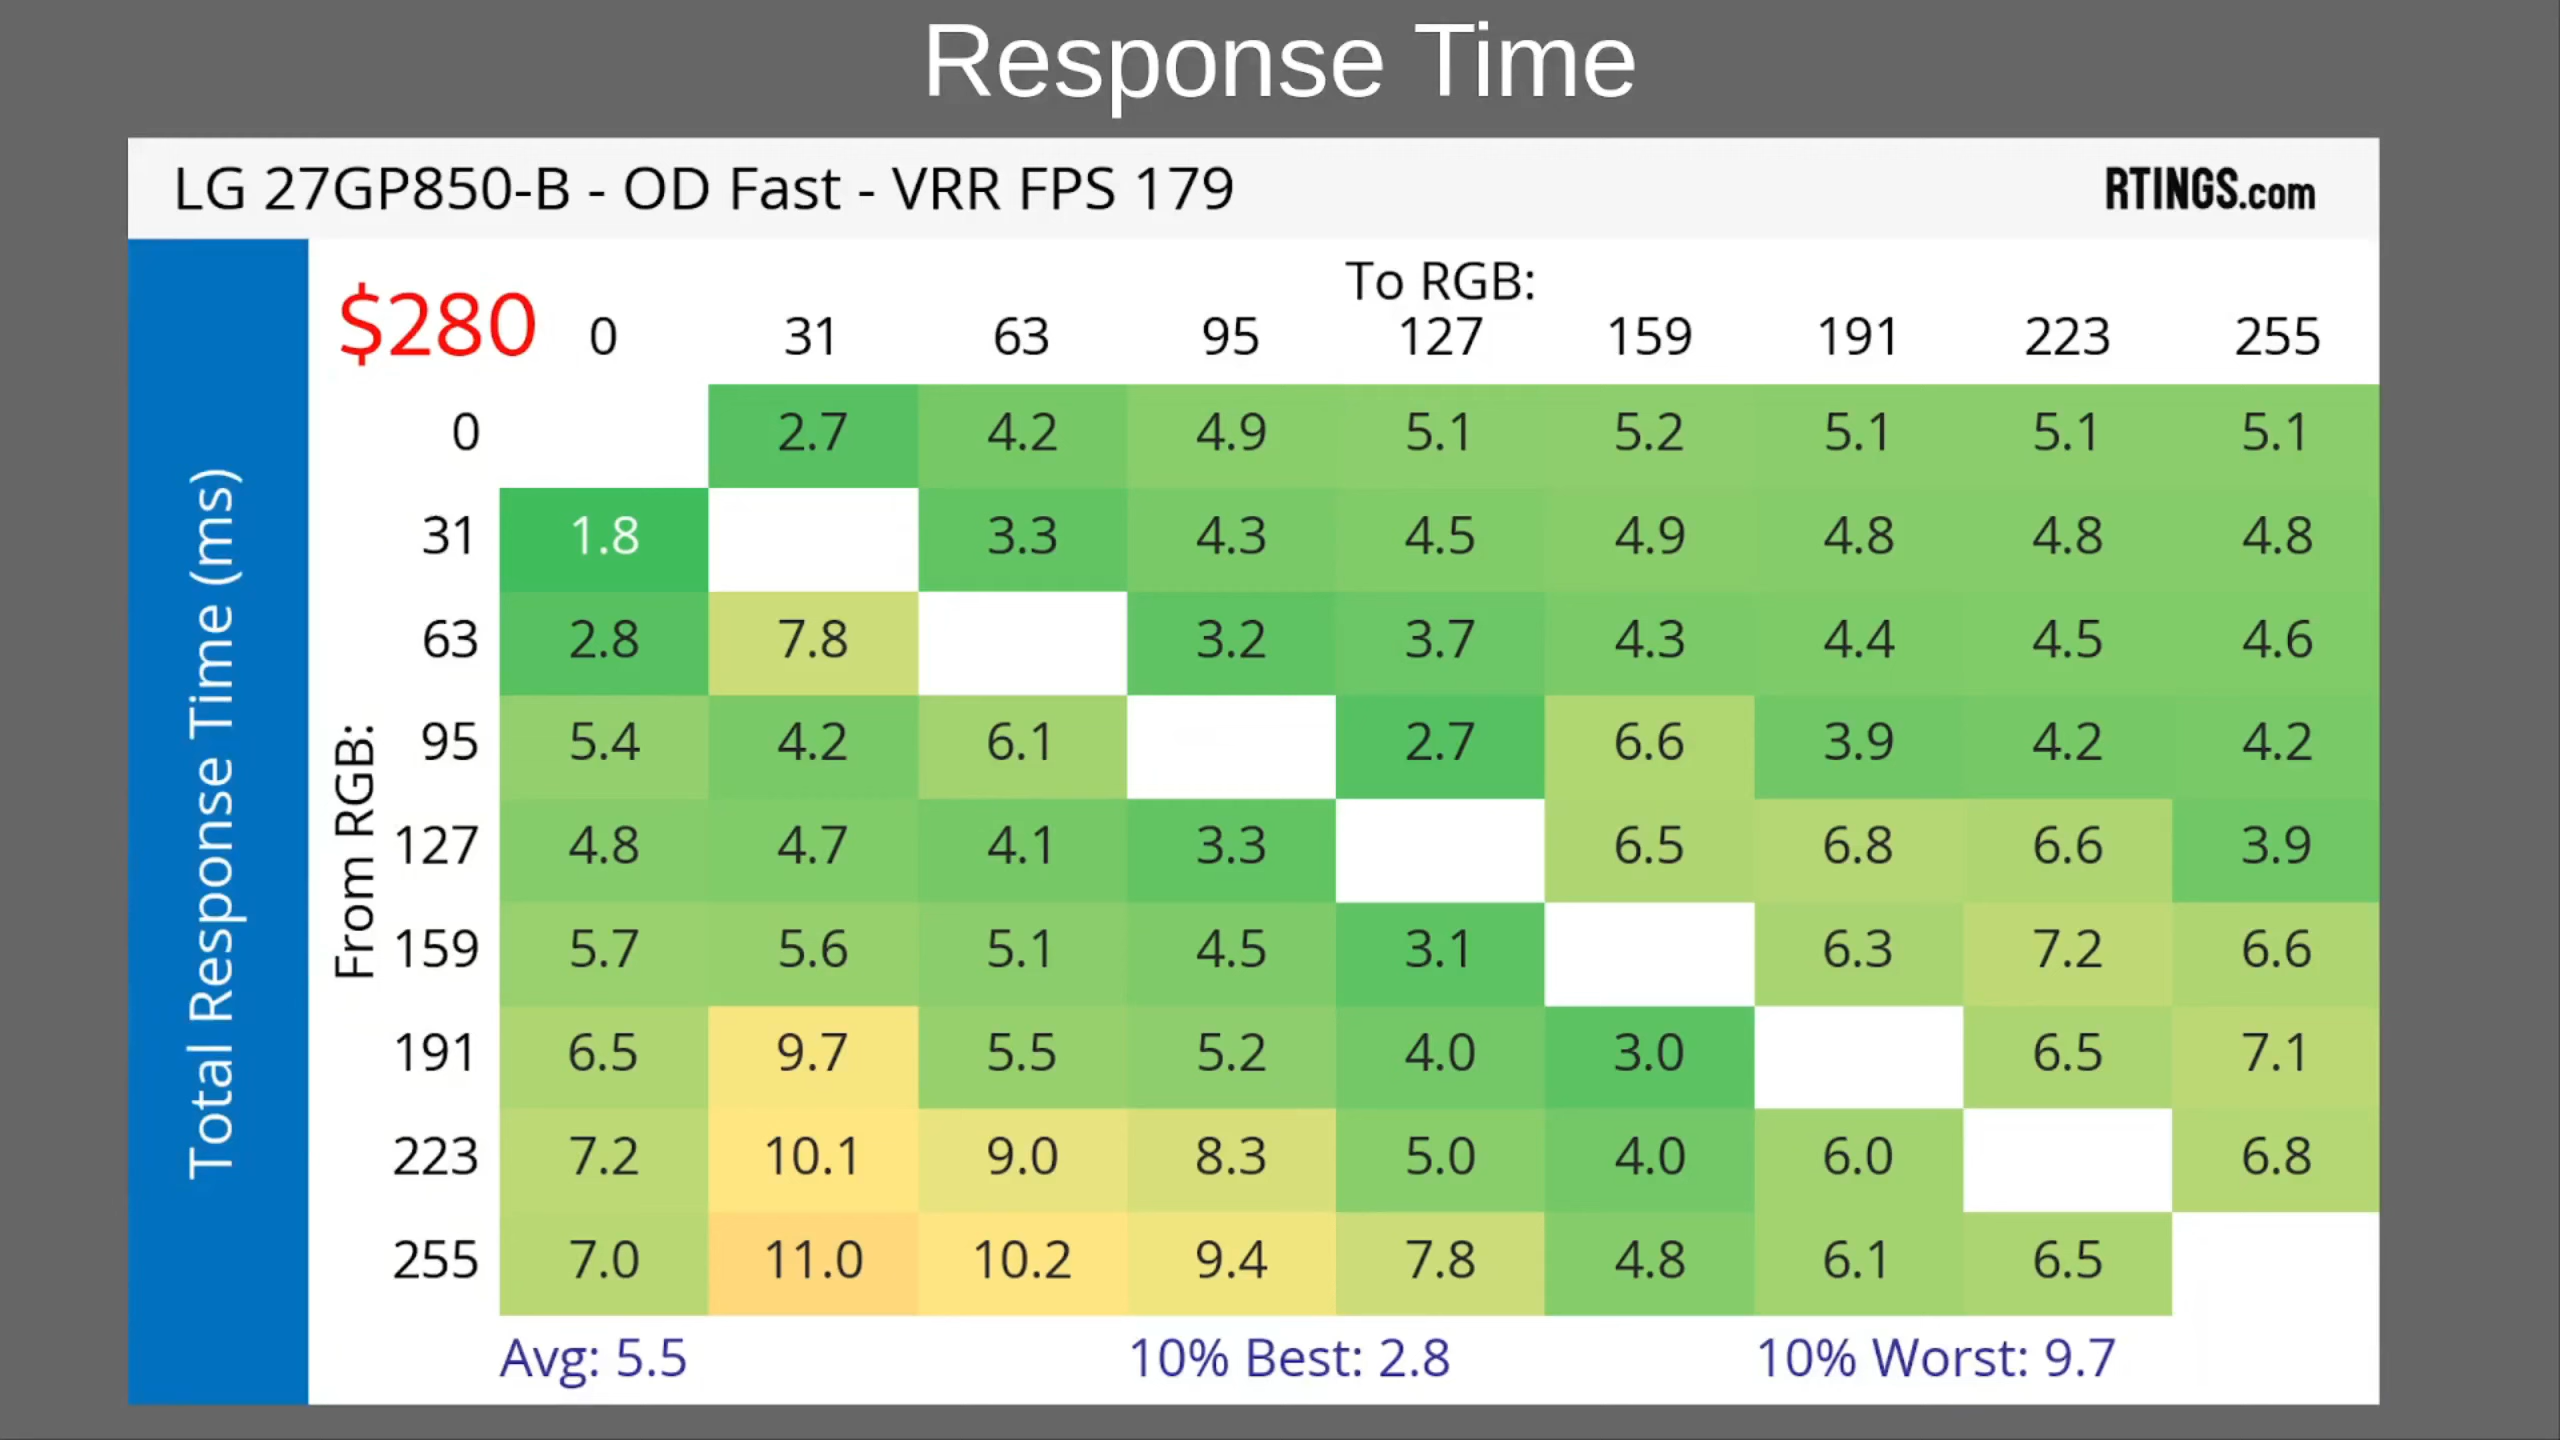 Response Time
LG 27GP850-B - OD Fast - VRR FPS 179
RTINGS.com
Total Response Time (ms)
$280
To RGB:
0 31 63 95 127 159 191 223 255
From RGB:
0 2.7 4.2 4.9 5.1 5.2 5.1 5.1 5.1
31 1.8 3.3 4.3 4.5 4.9 4.8 4.8 4.8
63 2.8 7.8 3.2 3.7 4.3 4.4 4.5 4.6
95 5.4 4.2 6.1 2.7 6.6 3.9 4.2 4.2
127 4.8 4.7 4.1 3.3 6.5 6.8 6.6 3.9
159 5.7 5.6 5.1 4.5 3.1 6.3 7.2 6.6
191 6.5 9.7 5.5 5.2 4.0 3.0 6.5 7.1
223 7.2 10.1 9.0 8.3 5.0 4.0 6.0 6.8
255 7.0 11.0 10.2 9.4 7.8 4.8 6.1 6.5
Avg: 5.5 10% Best: 2.8 10% Worst: 9.7